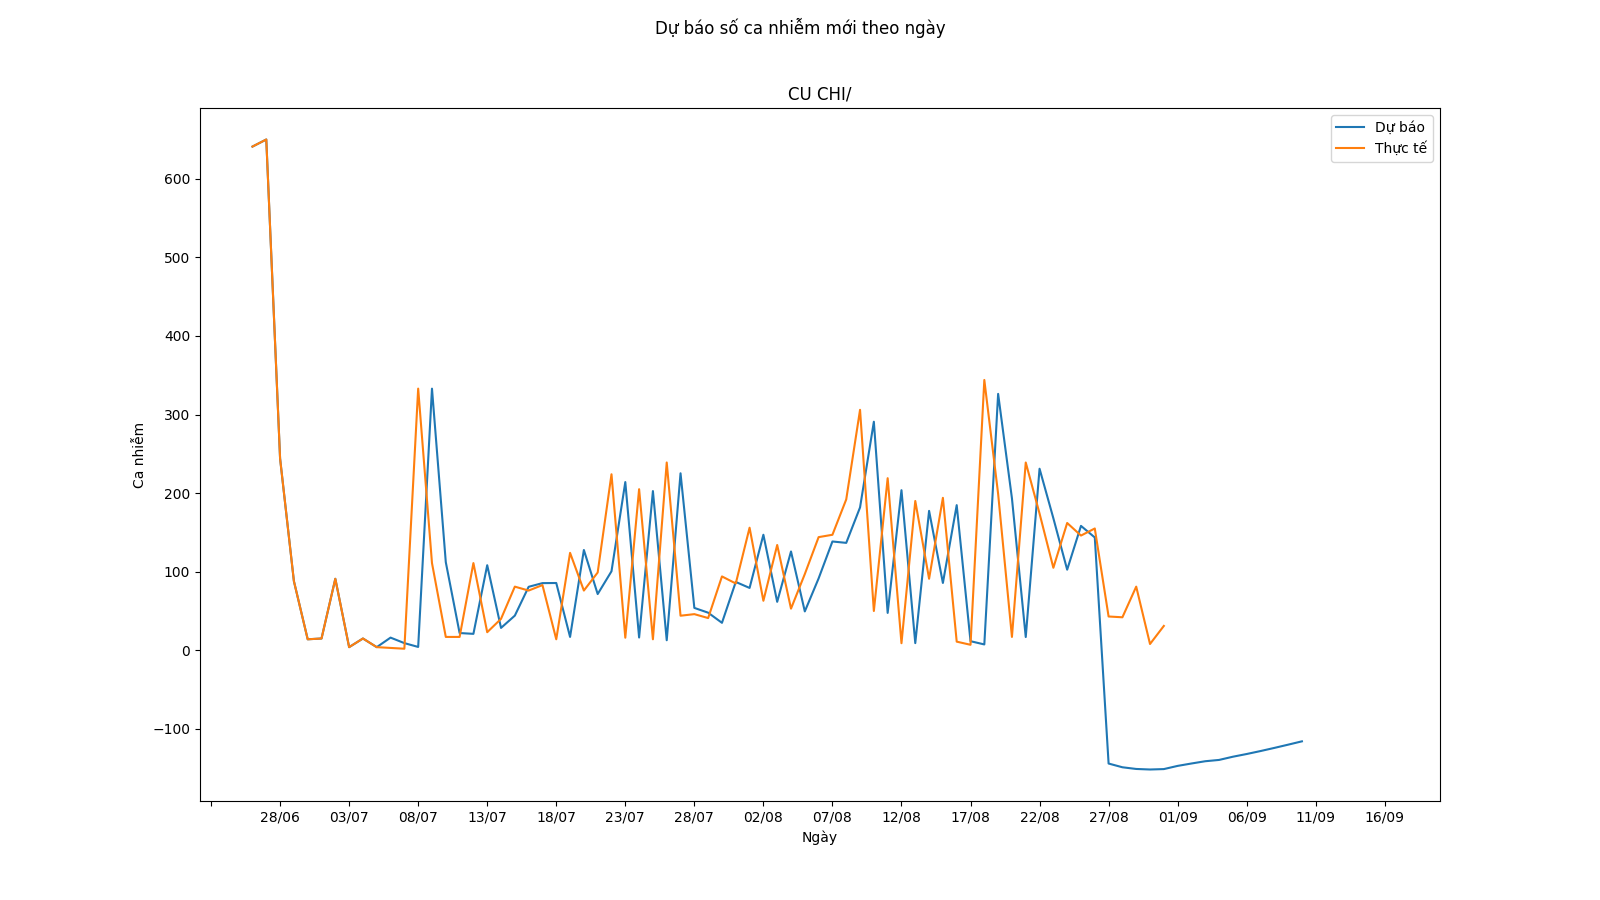 Dự báo số ca nhiễm mới theo ngày
CU CHI/
Dự báo
Thực tế
600
500
400
300
200
100
0
−100
Ca nhiễm
28/06 03/07 08/07 13/07 18/07 23/07 28/07 02/08 07/08 12/08 17/08 22/08 27/08 01/09 06/09 11/09 16/09
Ngày